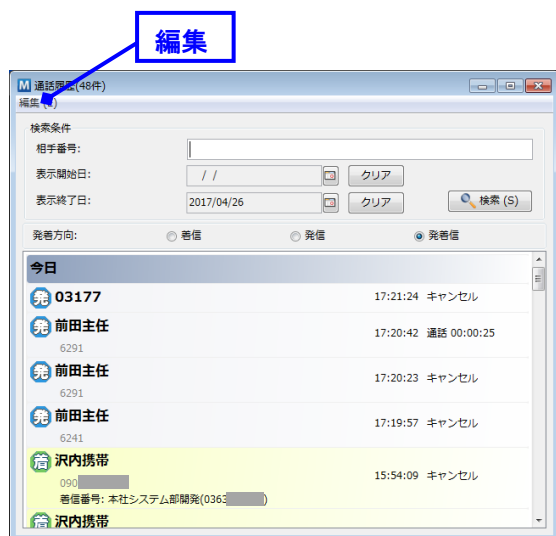 編集
M 通話履歴(48件)
編集(
検索条件
相手番号:
表示開始日: / / クリア
表示終了日: 2017/04/26 クリア 検索 (S)
発着方向: 着信 発信 発着信
今日
発 03177 17:21:24 キャンセル
発 前田主任 17:20:42 通話 00:00:25
6291
発 前田主任 17:20:23 キャンセル
6291
発 前田主任 17:19:57 キャンセル
6241
着 沢内携帯 15:54:09 キャンセル
090
着信番号: 本社システム部開発(0363 )
着 沢内携帯